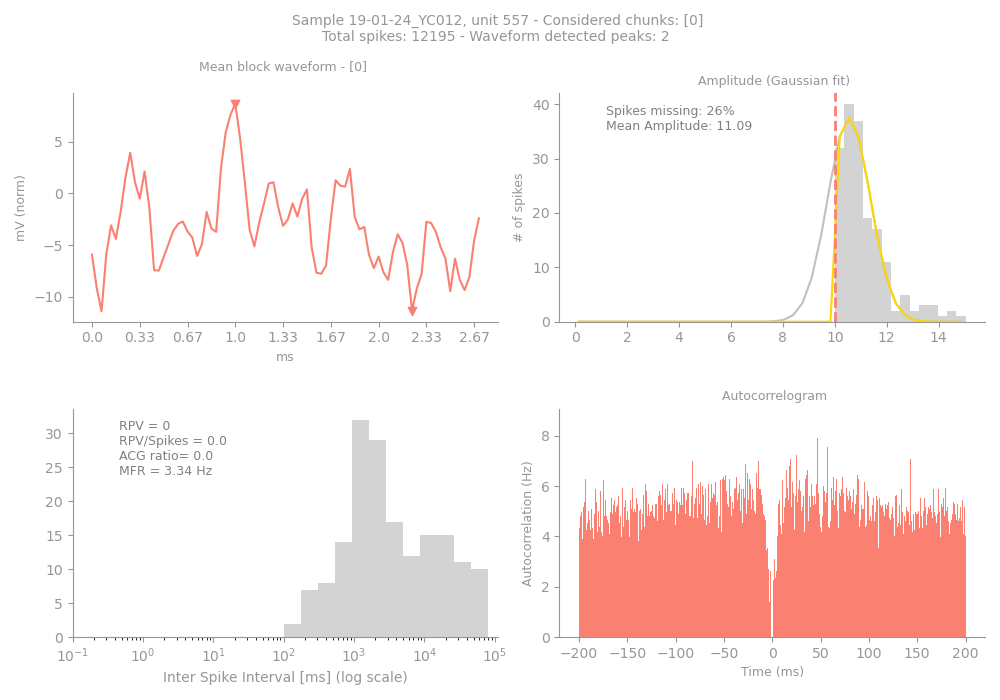 Sample 19-01-24_YC012, unit 557 - Considered chunks: [0]
Total spikes: 12195 - Waveform detected peaks: 2
Mean block waveform - [0]
mV (norm)
5
0
−5
−10
0.0 0.33 0.67 1.0 1.33 1.67 2.0 2.33 2.67
ms
Amplitude (Gaussian fit)
Spikes missing: 26%
Mean Amplitude: 11.09
# of spikes
40
30
20
10
0
0 2 4 6 8 10 12 14
RPV = 0
RPV/Spikes = 0.0
ACG ratio= 0.0
MFR = 3.34 Hz
30
25
20
15
10
5
0
10⁻¹ 10⁰ 10¹ 10² 10³ 10⁴ 10⁵
Inter Spike Interval [ms] (log scale)
Autocorrelogram
Autocorrelation (Hz)
8
6
4
2
0
−200 −150 −100 −50 0 50 100 150 200
Time (ms)